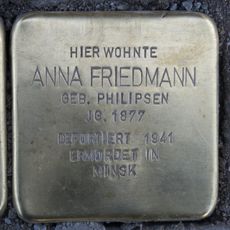 HIER WOHNTE
ANNA FRIEDMANN
GEB. PHILIPSEN
JG. 1877
DEPORTIERT 1941
ERMORDET IN
MINSK